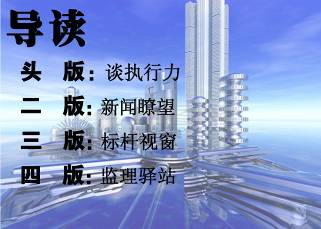 导读
头 版：谈执行力
二 版：新闻瞭望
三 版：标杆视窗
四 版：监理驿站